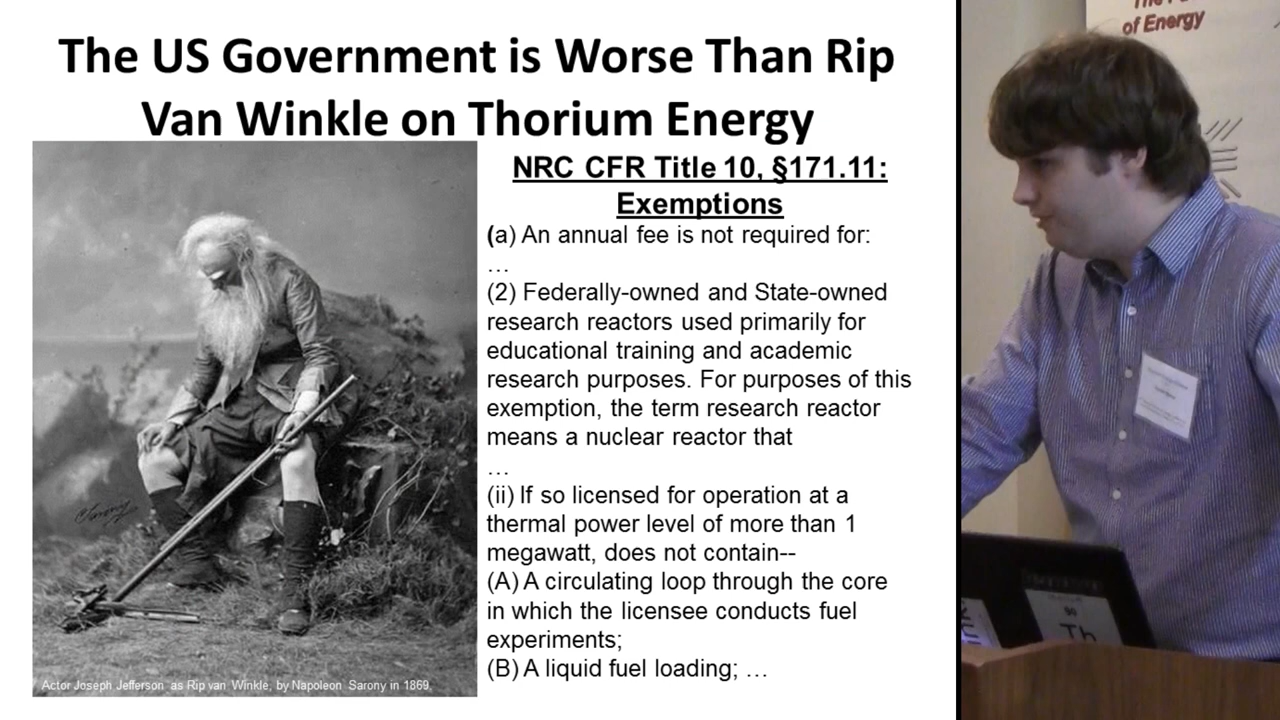 The US Government is Worse Than Rip
Van Winkle on Thorium Energy
NRC CFR Title 10, §171.11:
Exemptions
(a) An annual fee is not required for:
…
(2) Federally-owned and State-owned
research reactors used primarily for
educational training and academic
research purposes. For purposes of this
exemption, the term research reactor
means a nuclear reactor that
…
(ii) If so licensed for operation at a
thermal power level of more than 1
megawatt, does not contain--
(A) A circulating loop through the core
in which the licensee conducts fuel
experiments;
(B) A liquid fuel loading; …
Actor Joseph Jefferson as Rip van Winkle, by Napoleon Sarony in 1869.
of Energy
90
Th